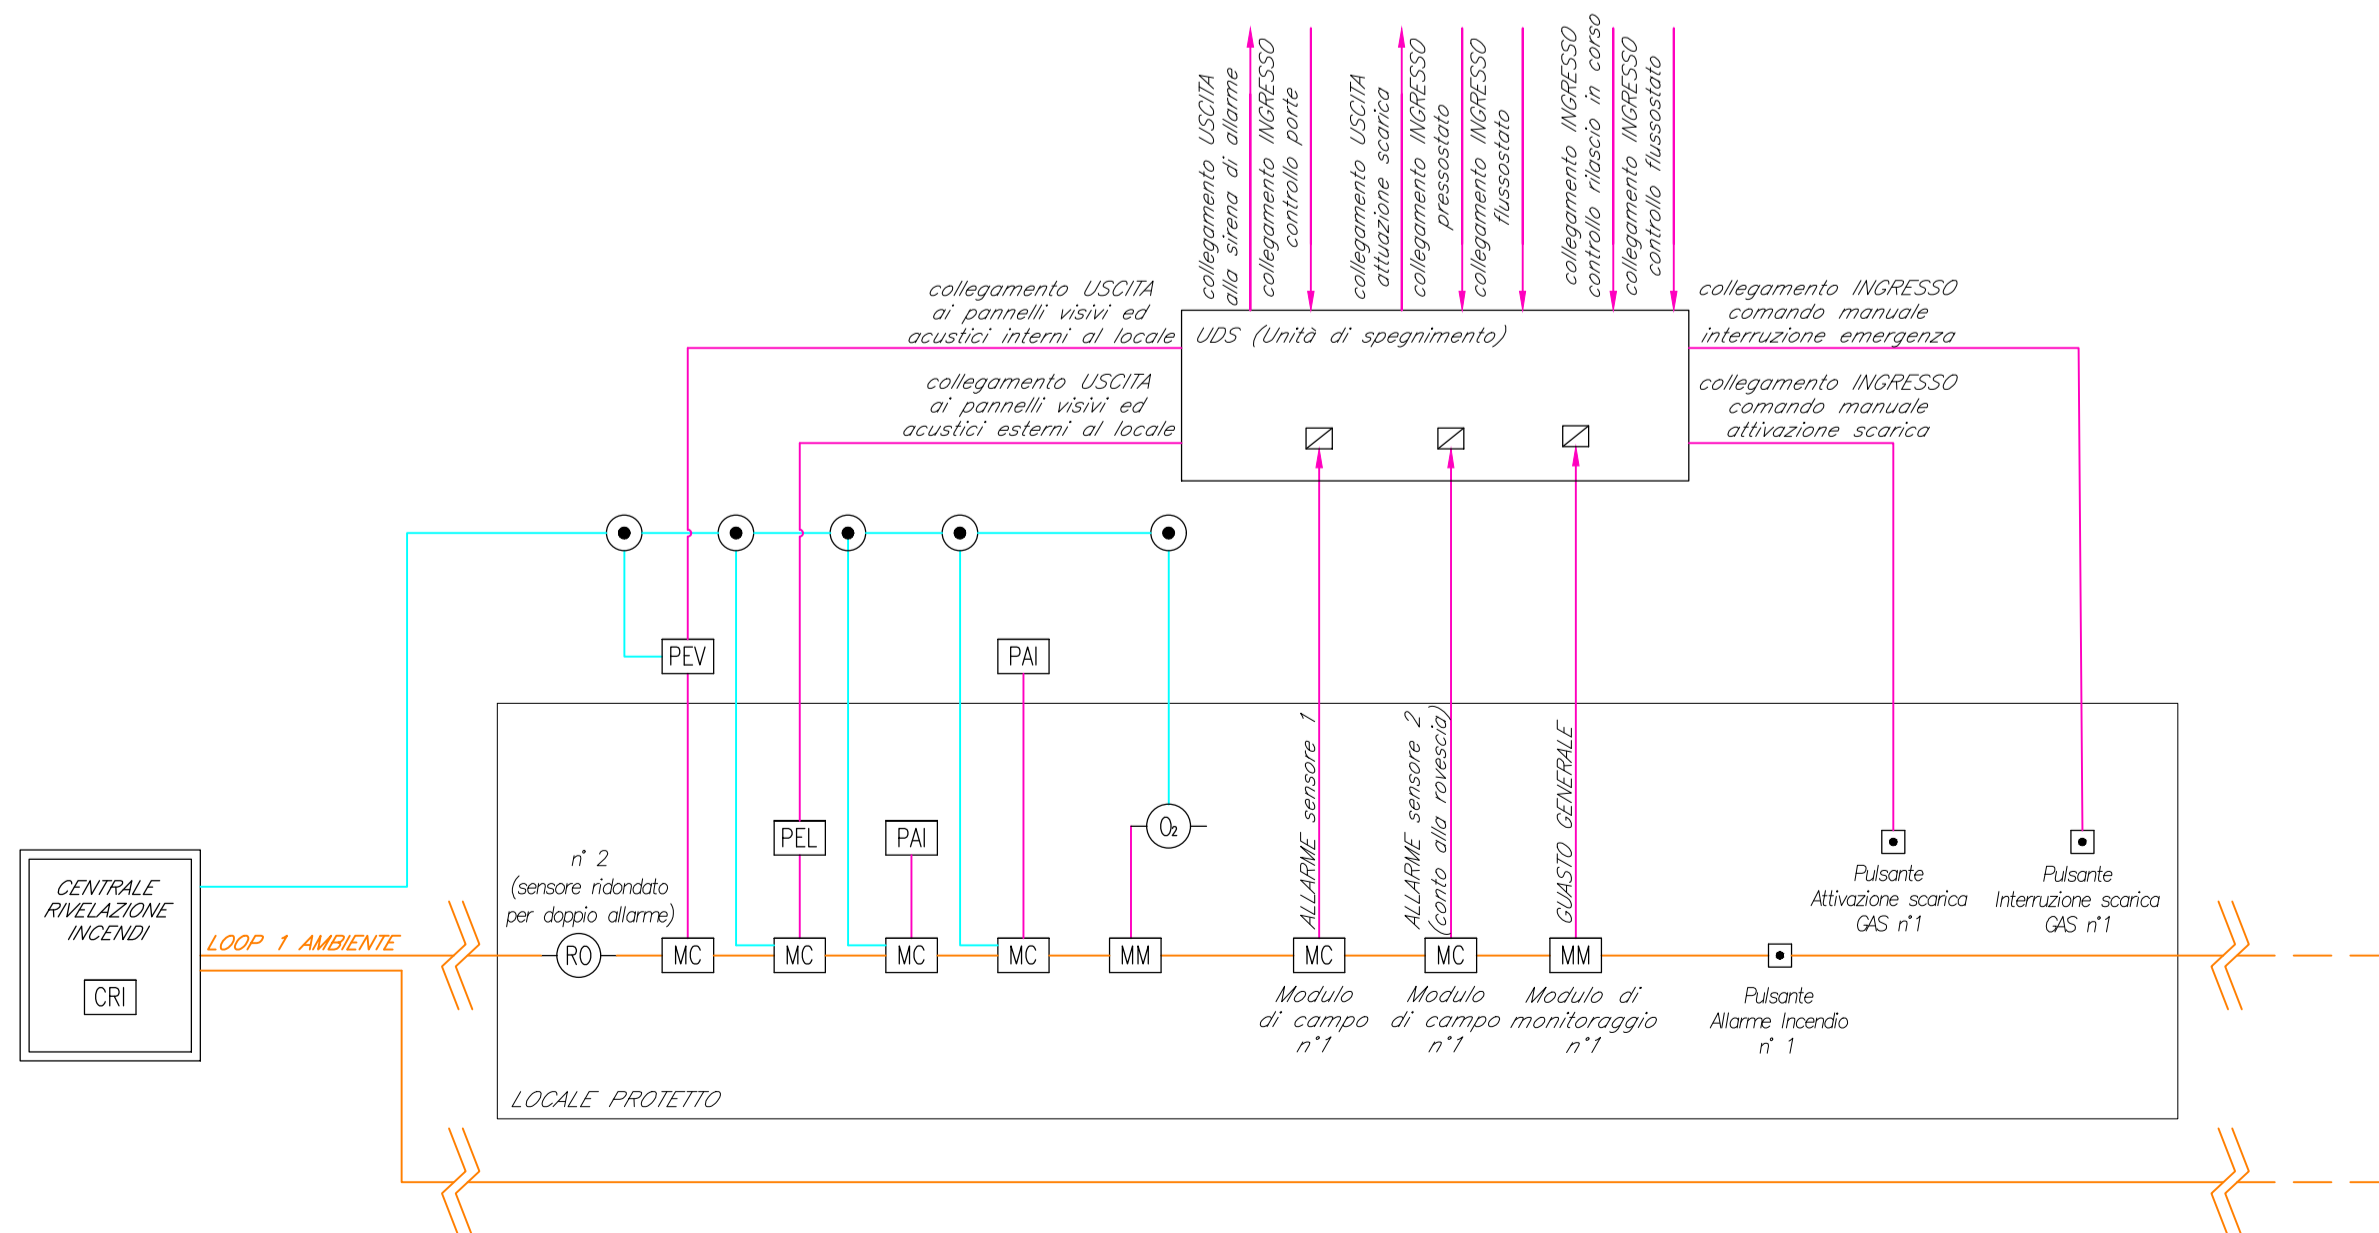 collegamento USCITA
alla sirena di allarme
collegamento INGRESSO
controllo porte
collegamento USCITA
attuazione scarica
collegamento INGRESSO
pressostato
collegamento INGRESSO
flussostato
collegamento INGRESSO
controllo rilascio in corso
collegamento INGRESSO
controllo flussostato
collegamento USCITA
ai pannelli visivi ed
acustici interni al locale
UDS (Unità di spegnimento)
collegamento INGRESSO
comando manuale
interruzione emergenza
collegamento USCITA
ai pannelli visivi ed
acustici esterni al locale
collegamento INGRESSO
comando manuale
attivazione scarica
PEV
PAI
PEL
PAI
O₂
ALLARME sensore 1
ALLARME sensore 2
(conto alla rovescia)
GUASTO GENERALE
n° 2
(sensore ridondato
per doppio allarme)
Pulsante
Attivazione scarica
GAS n°1
Pulsante
Interruzione scarica
GAS n°1
CENTRALE
RIVELAZIONE
INCENDI
CRI
LOOP 1 AMBIENTE
RO
MC
MC
MC
MC
MM
MC
MC
MM
Modulo
di campo
n°1
Modulo
di campo
n°1
Modulo di
monitoraggio
n°1
Pulsante
Allarme Incendio
n° 1
LOCALE PROTETTO